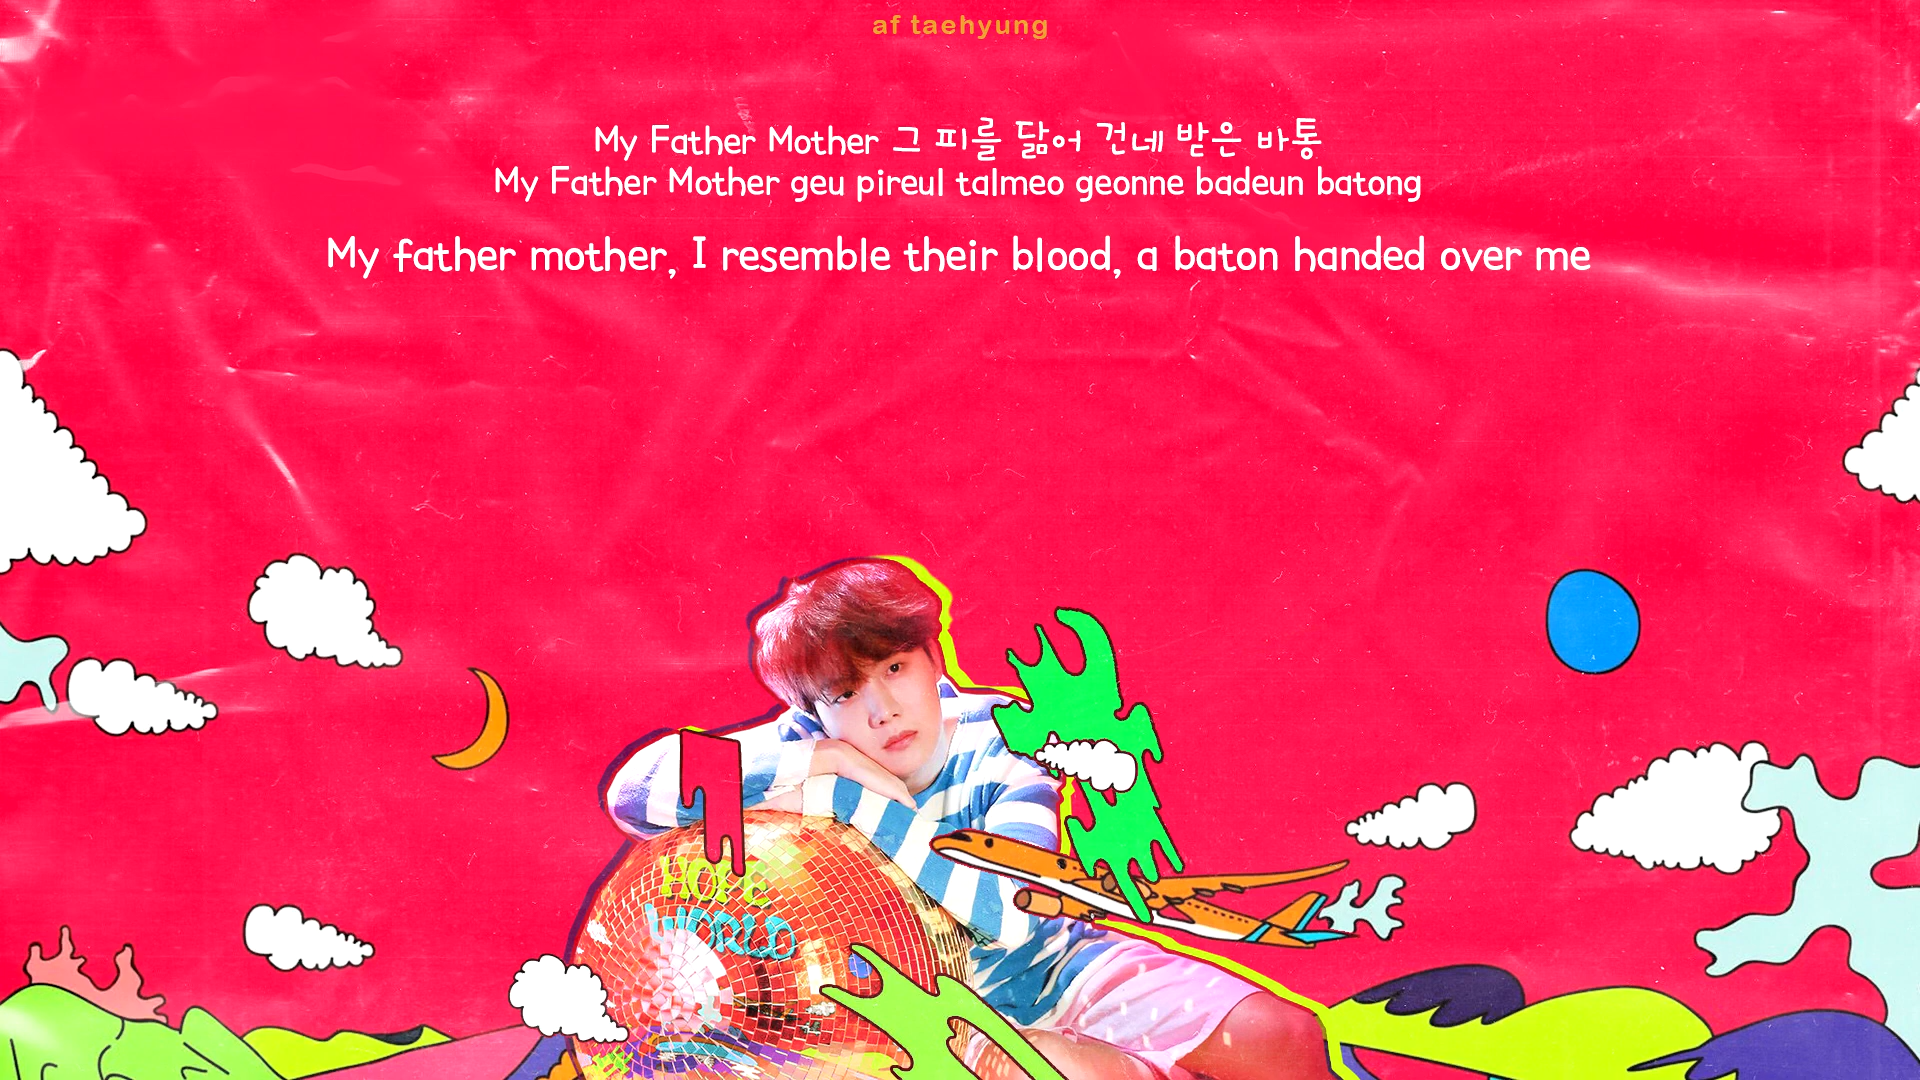 af taehyung
My Father Mother 그 피를 닮어 건네 받은 바통
My Father Mother geu pireul talmeo geonne badeun batong
My father mother, I resemble their blood, a baton handed over me
HOPE
WORLD